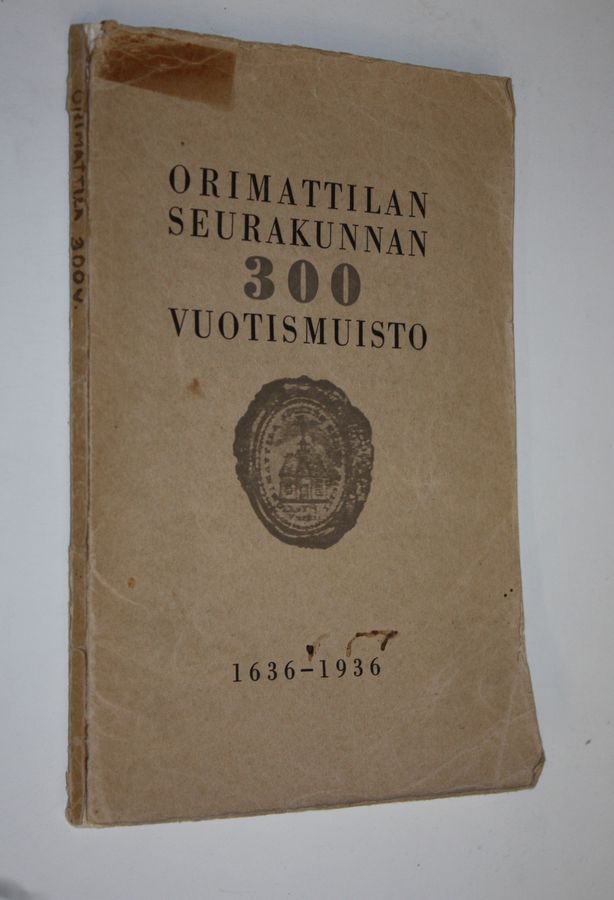 ORIMATTILAN
SEURAKUNNAN
300
VUOTISMUISTO
1636–1936
ORIMATTILA 300V.